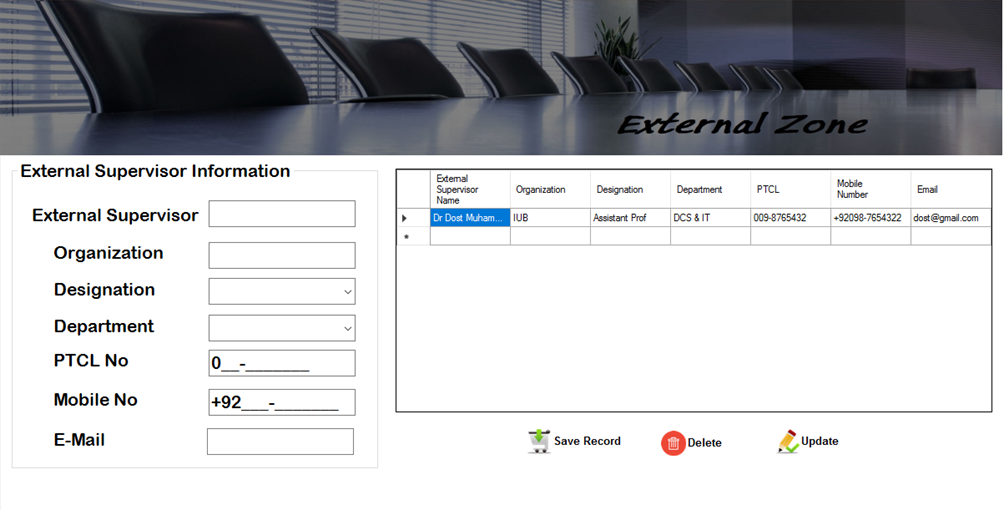 External Zone
External Supervisor Information
External Supervisor
Organization
Designation
Department
PTCL No
0__-_______
Mobile No
+92___-_______
E-Mail
External Supervisor Name Organization Designation Department PTCL Mobile Number Email
Dr Dost Muham... IUB Assistant Prof DCS & IT 009-8765432 +92098-7654322 dost@gmail.com
*
Save Record Delete Update